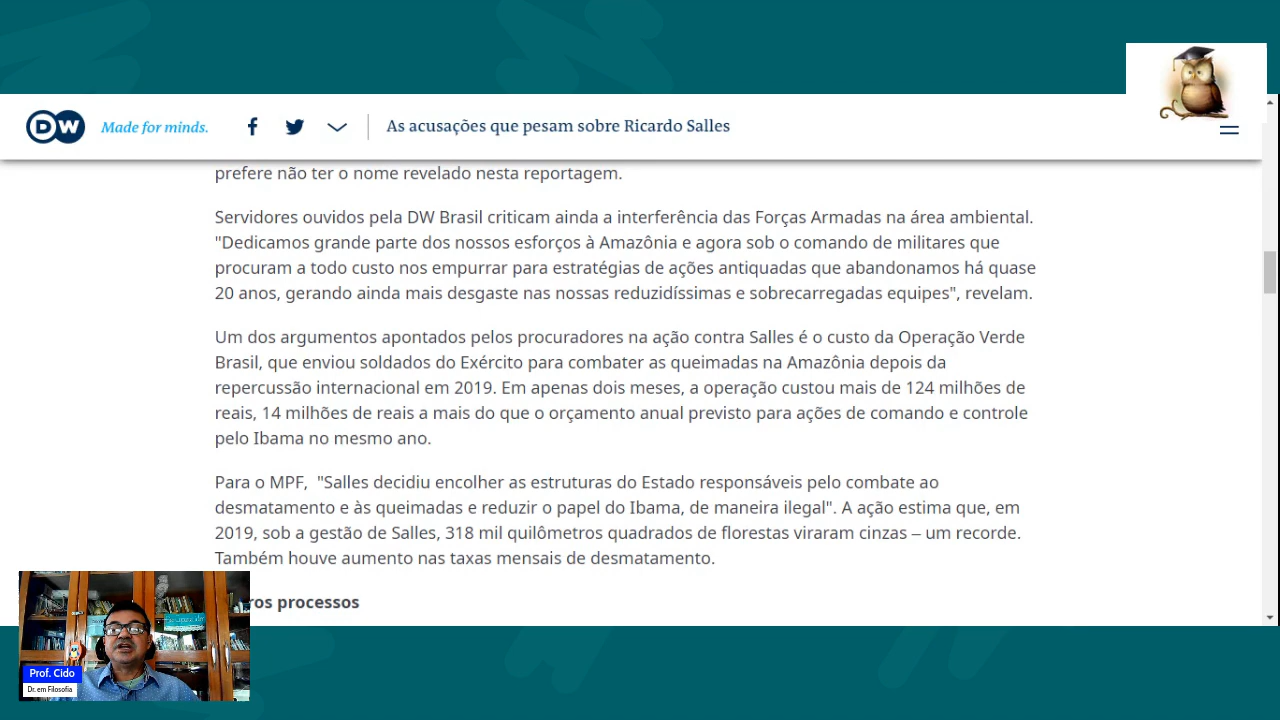 DW Made for minds. As acusações que pesam sobre Ricardo Salles
prefere não ter o nome revelado nesta reportagem.
Servidores ouvidos pela DW Brasil criticam ainda a interferência das Forças Armadas na área ambiental.
"Dedicamos grande parte dos nossos esforços à Amazônia e agora sob o comando de militares que
procuram a todo custo nos empurrar para estratégias de ações antiquadas que abandonamos há quase
20 anos, gerando ainda mais desgaste nas nossas reduzidíssimas e sobrecarregadas equipes", revelam.
Um dos argumentos apontados pelos procuradores na ação contra Salles é o custo da Operação Verde
Brasil, que enviou soldados do Exército para combater as queimadas na Amazônia depois da
repercussão internacional em 2019. Em apenas dois meses, a operação custou mais de 124 milhões de
reais, 14 milhões de reais a mais do que o orçamento anual previsto para ações de comando e controle
pelo Ibama no mesmo ano.
Para o MPF, "Salles decidiu encolher as estruturas do Estado responsáveis pelo combate ao
desmatamento e às queimadas e reduzir o papel do Ibama, de maneira ilegal". A ação estima que, em
2019, sob a gestão de Salles, 318 mil quilômetros quadrados de florestas viraram cinzas – um recorde.
Também houve aumento nas taxas mensais de desmatamento.
ros processos
Prof. Cido
Dr. em Filosofia